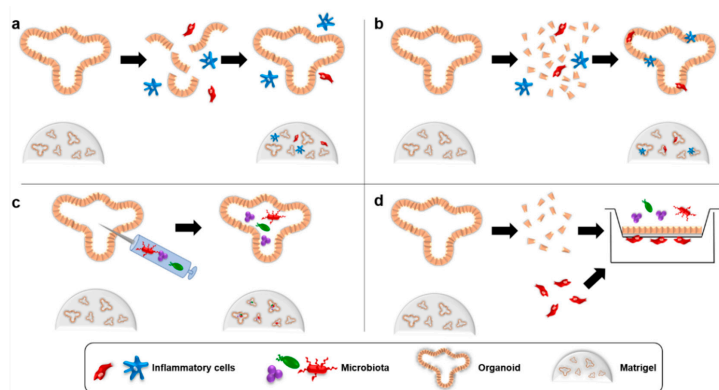 a
b
c
d
Inflammatory cells
Microbiota
Organoid
Matrigel